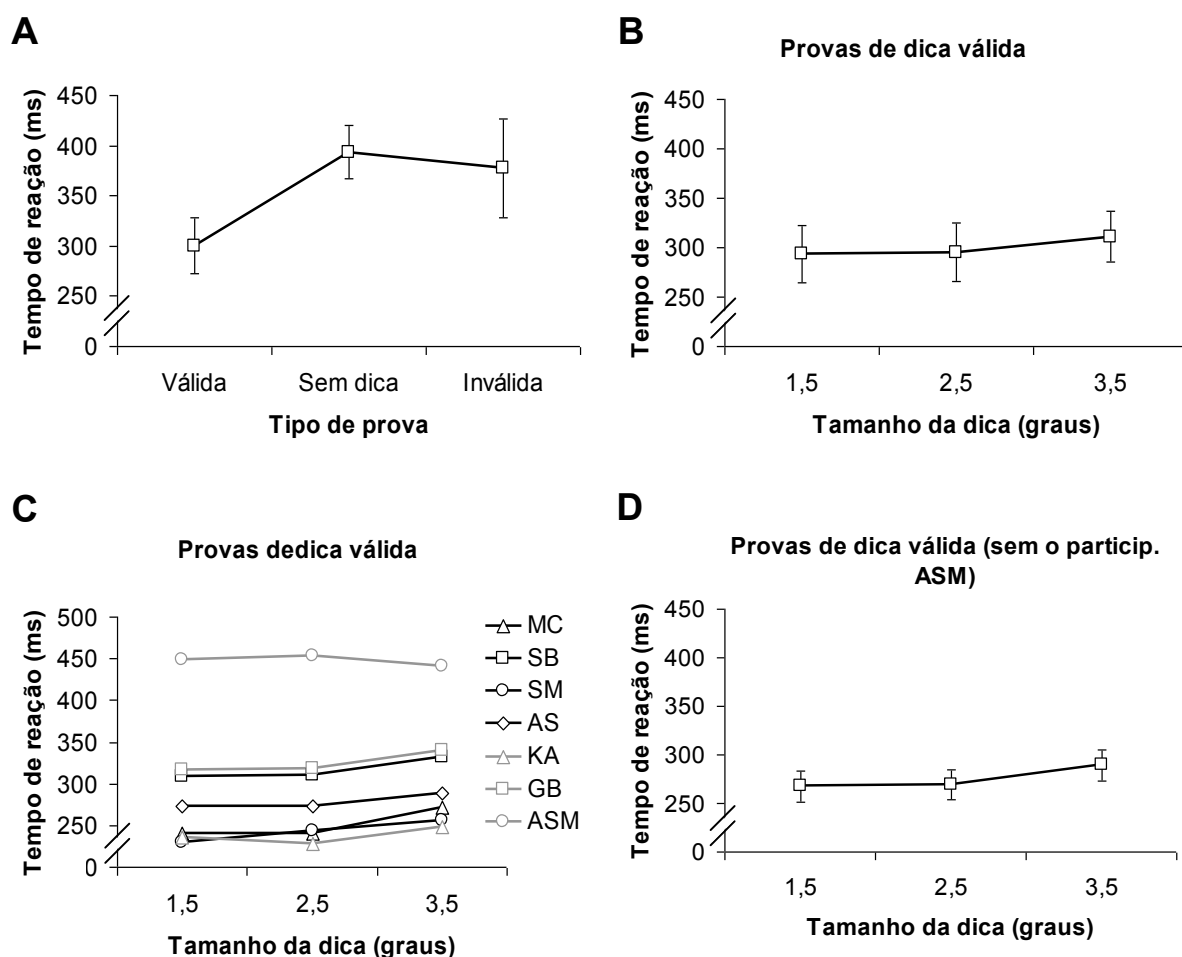 A
Tempo de reação (ms)
450
400
350
300
250
0
Válida
Sem dica
Inválida
Tipo de prova
B
Provas de dica válida
Tempo de reação (ms)
450
400
350
300
250
0
1,5
2,5
3,5
Tamanho da dica (graus)
C
Provas dedica válida
Tempo de reação (ms)
500
450
400
350
300
250
0
1,5
2,5
3,5
Tamanho da dica (graus)
MC
SB
SM
AS
KA
GB
ASM
D
Provas de dica válida (sem o particip.
ASM)
Tempo de reação (ms)
450
400
350
300
250
0
1,5
2,5
3,5
Tamanho da dica (graus)